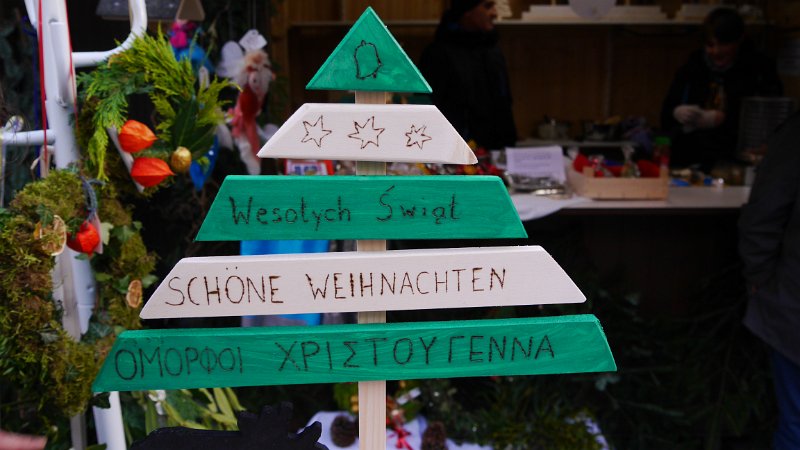 Wesołych Świąt
SCHÖNE WEIHNACHTEN
ΟΜΟΡΦΟΙ ΧΡΙΣΤΟΥΓΕΝΝΑ